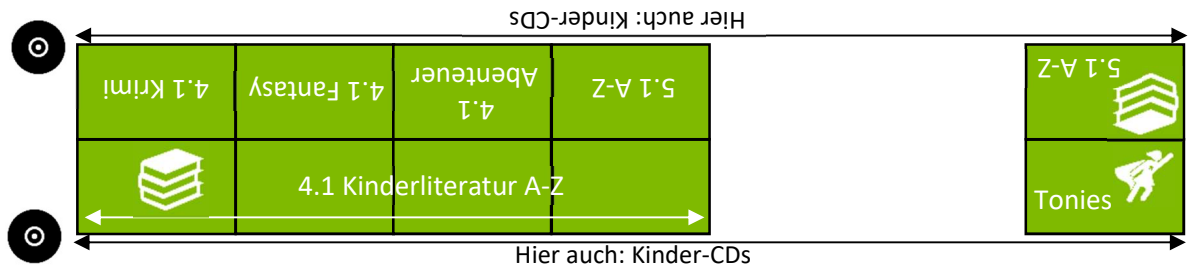 Hier auch: Kinder-CDs
4.1 Krimi
4.1 Fantasy
4.1
Abenteuer
5.1 A-Z
5.1 A-Z
4.1 Kinderliteratur A-Z
Tonies
Hier auch: Kinder-CDs